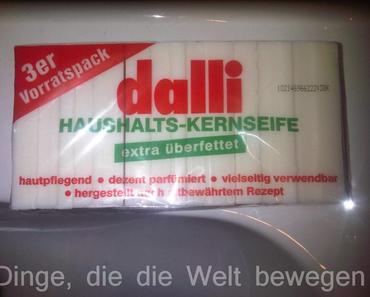 3er
Vorratspack
dalli
HAUSHALTS-KERNSEIFE
extra überfettet
hautpflegend • dezent parfümiert • vielseitig verwendbar
• hergestellt nach bewährtem Rezept
Dinge, die die Welt bewegen